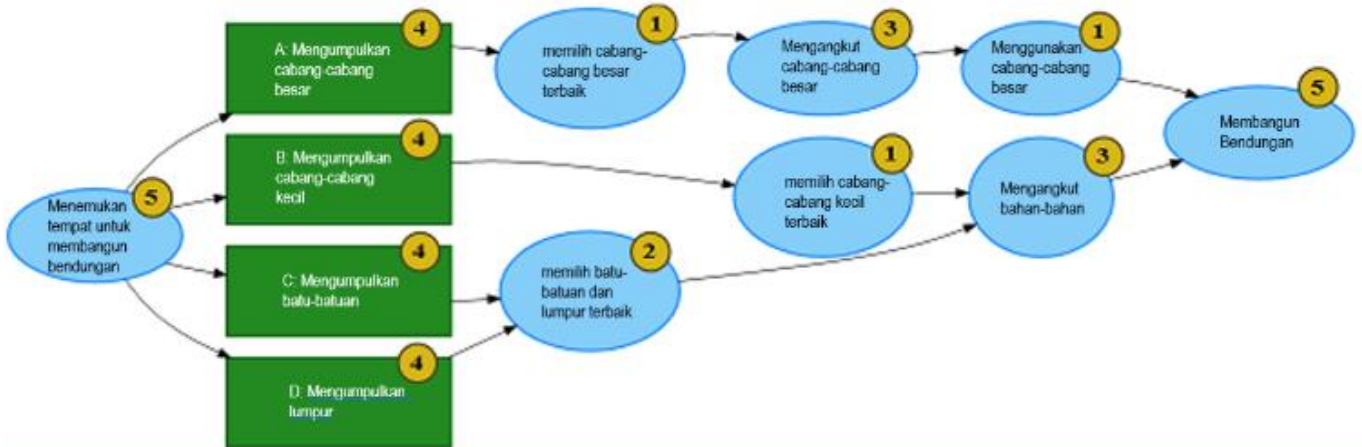 4
A: Mengumpulkan
cabang-cabang
besar
1
memilih cabang-
cabang besar
terbaik
3
Mengangkut
cabang-cabang
besar
1
Menggunakan
cabang-cabang
besar
5
Membangun
Bendungan
4
B: Mengumpulkan
cabang-cabang
kecil
1
memilih cabang-
cabang kecil
terbaik
3
Mengangkut
bahan-bahan
5
Menemukan
tempat untuk
membangun
bendungan
4
C: Mengumpulkan
batu-batuan
2
memilih batu-
batuan dan
lumpur terbaik
4
D: Mengumpulkan
lumpur